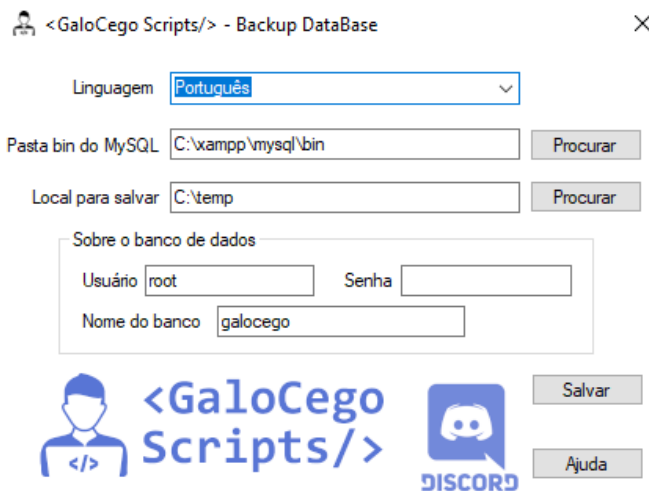 <GaloCego Scripts/> - Backup DataBase
Linguagem Português
Pasta bin do MySQL C:\xampp\mysql\bin Procurar
Local para salvar C:\temp Procurar
Sobre o banco de dados
Usuário root Senha
Nome do banco galocego
</>
<GaloCego
Scripts/>
DISCORD
Salvar
Ajuda